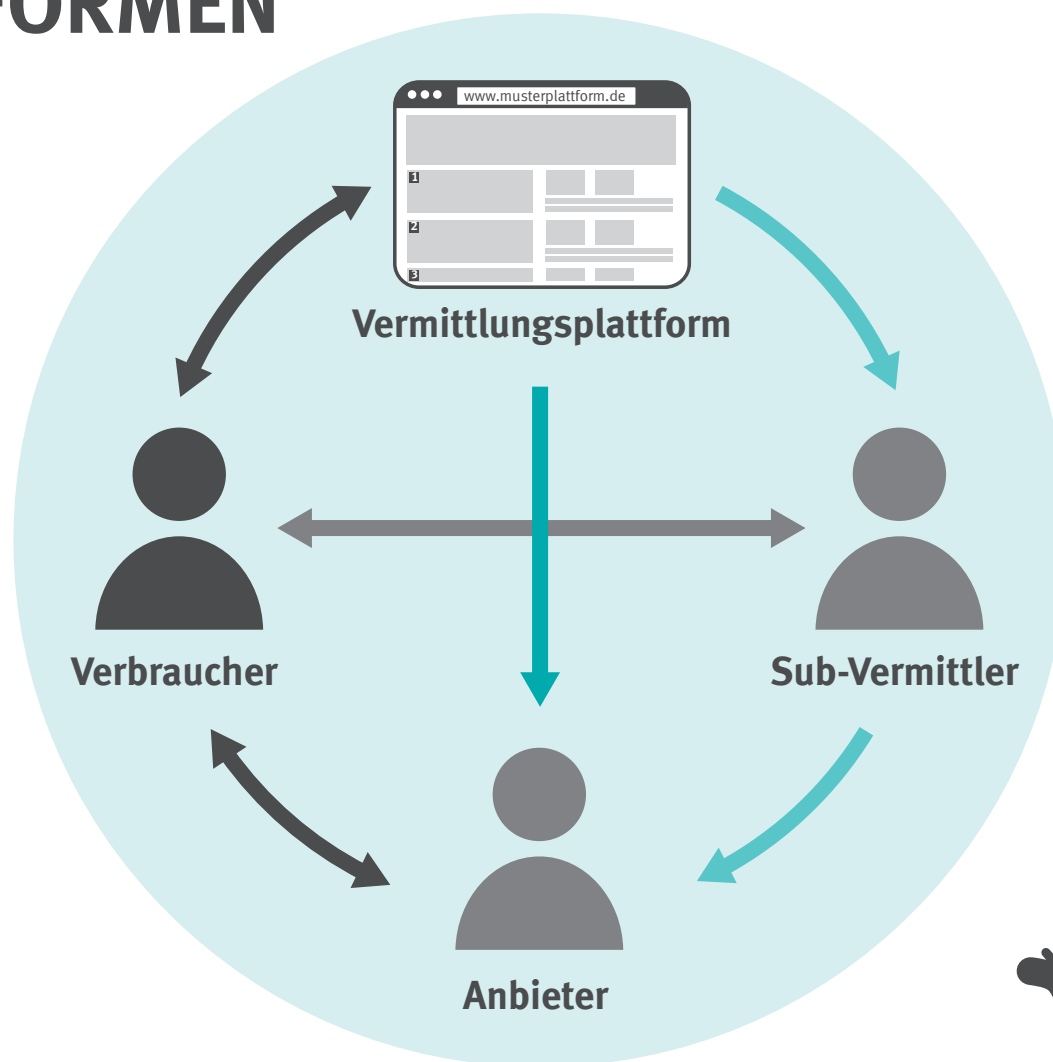 FORMEN
www.musterplattform.de
1
2
3
Vermittlungsplattform
Verbraucher
Sub-Vermittler
Anbieter